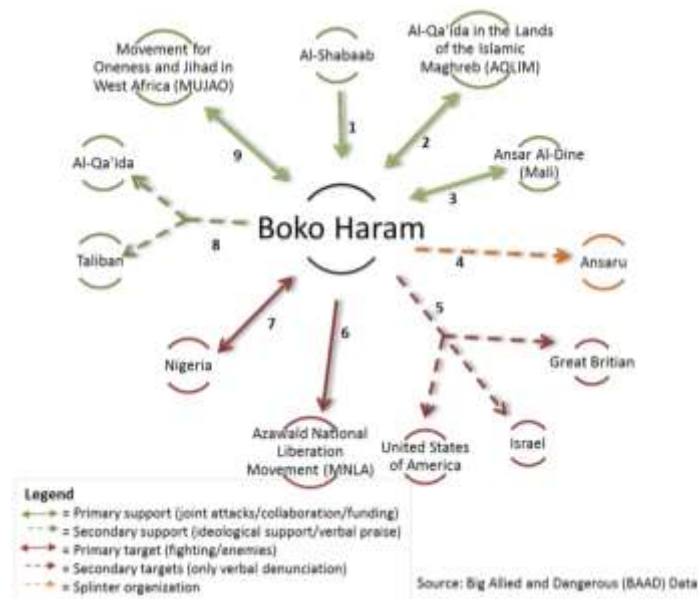 Movement for
Oneness and Jihad in
West Africa (MUJAO)
Al-Shabaab
Al-Qa'ida in the Lands
of the Islamic
Maghreb (AQLIM)
1
2
9
Al-Qa'ida
Ansar Al-Dine
(Mali)
3
Boko Haram
8
4
Taliban
Ansaru
5
7
6
Nigeria
Great Britian
Azawald National
Liberation
Movement (MNLA)
United States
of America
Israel
Legend
= Primary support (joint attacks/collaboration/funding)
= Secondary support (ideological support/verbal praise)
= Primary target (fighting/enemies)
= Secondary targets (only verbal denunciation)
= Splinter organization
Source: Big Allied and Dangerous (BAAD) Data